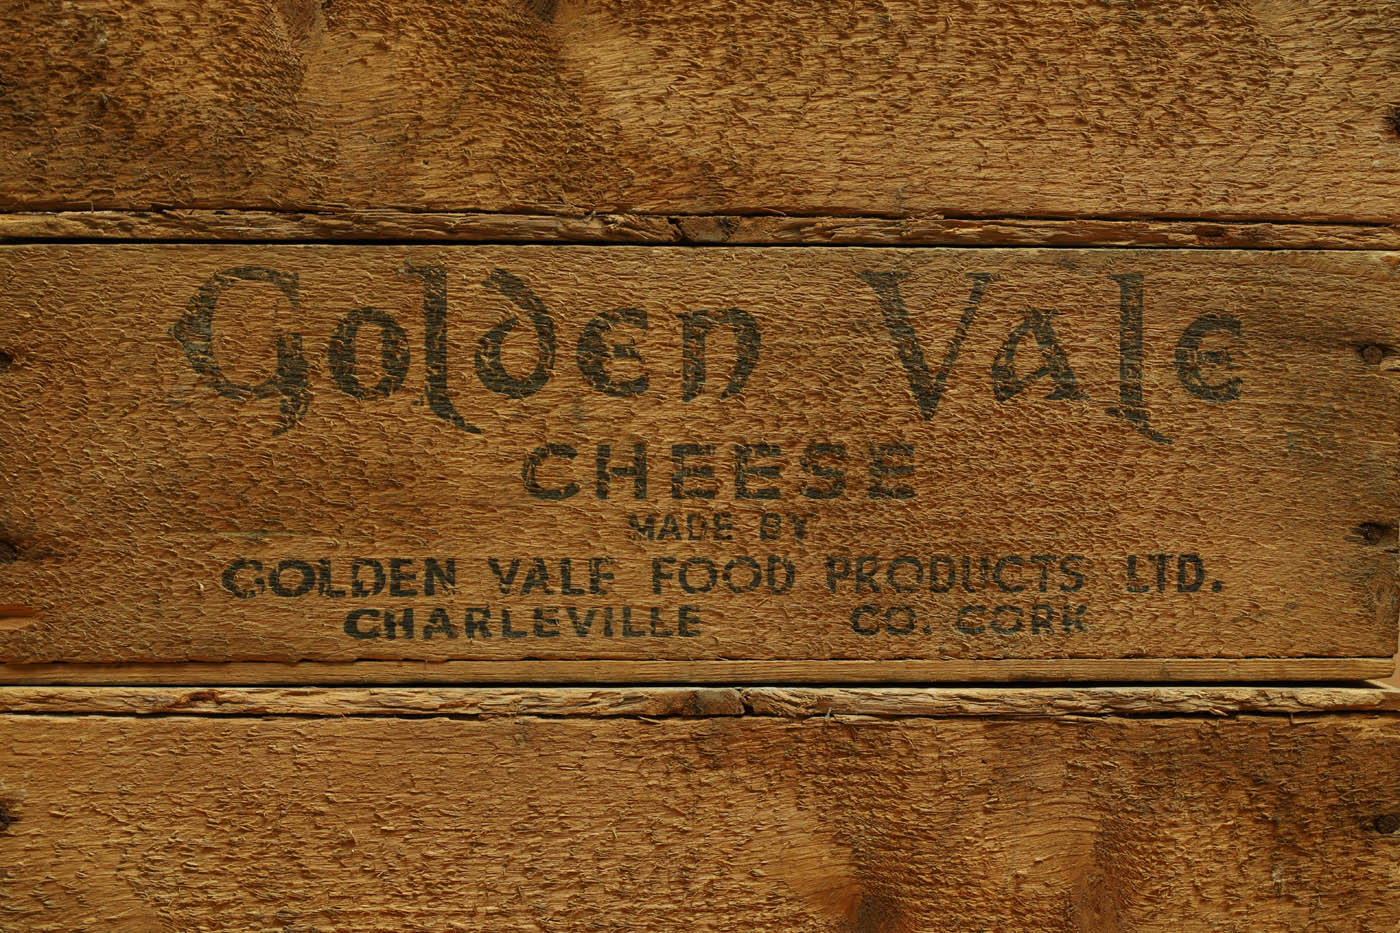 Golden Vale
CHEESE
MADE BY
GOLDEN VALE FOOD PRODUCTS LTD.
CHARLEVILLE CO. CORK